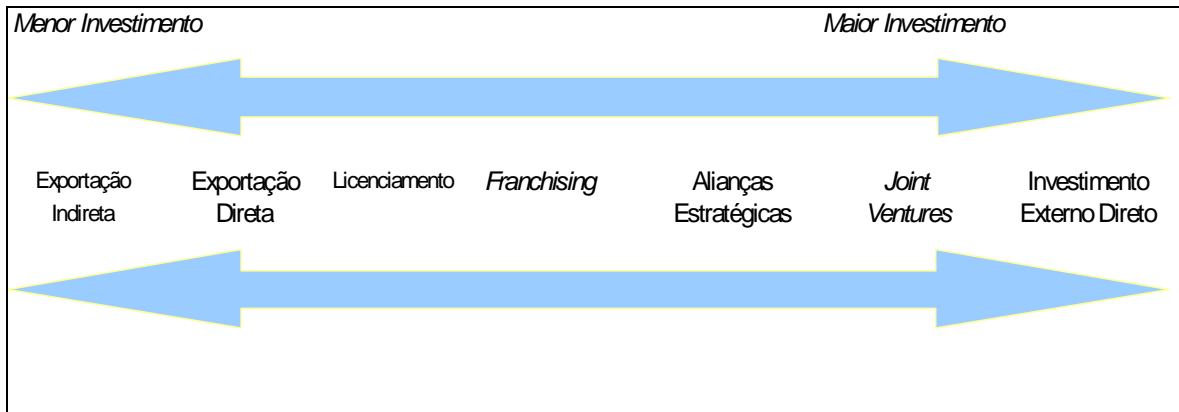 Menor Investimento Maior Investimento
Exportação Indireta
Exportação Direta
Licenciamento
Franchising
Alianças Estratégicas
Joint Ventures
Investimento Externo Direto